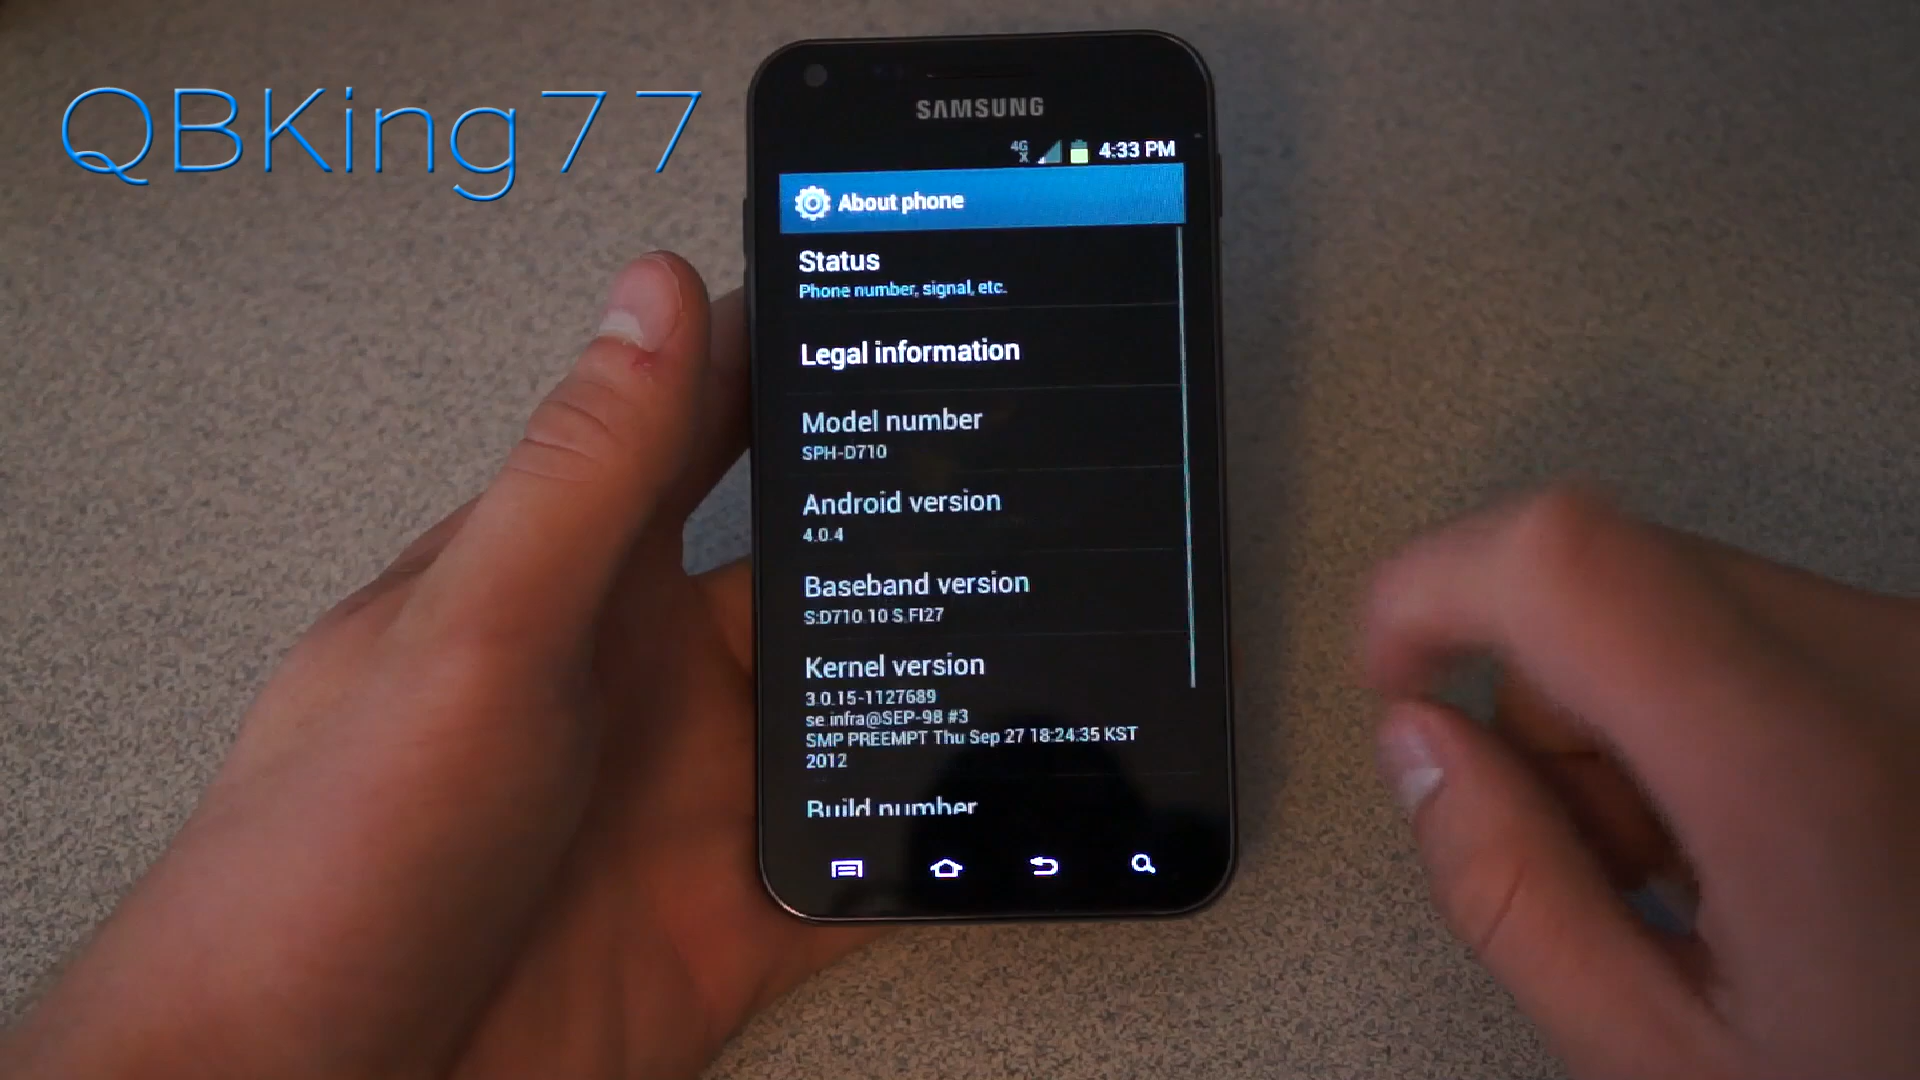 QBKing77
SAMSUNG
4G
X
4:33 PM
About phone
Status
Phone number, signal, etc.
Legal information
Model number
SPH-D710
Android version
4.0.4
Baseband version
S:D710.10 S.FI27
Kernel version
3.0.15-1127689
se.infra@SEP-98 #3
SMP PREEMPT Thu Sep 27 18:24:35 KST
2012
Build number